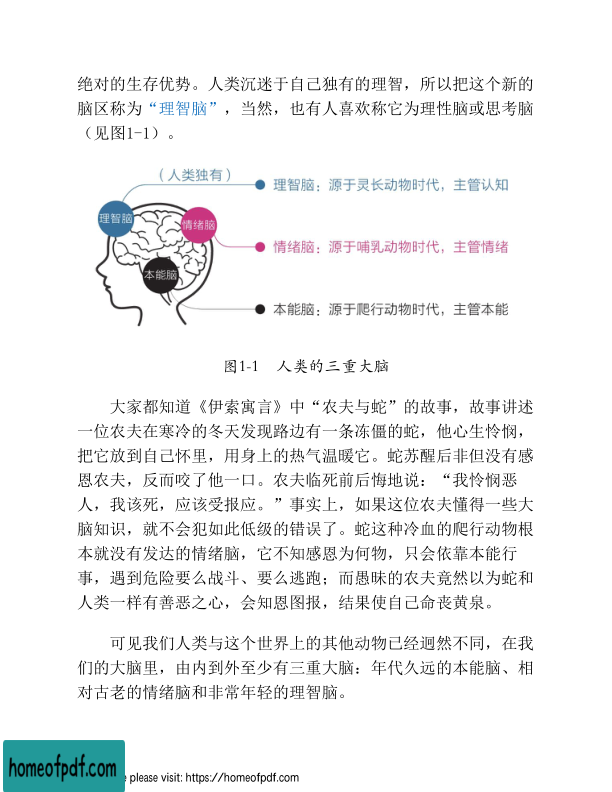 绝对的生存优势。人类沉迷于自己独有的理智，所以把这个新的
脑区称为“理智脑”，当然，也有人喜欢称它为理性脑或思考脑
（见图1-1）。
（人类独有）
理智脑：源于灵长动物时代，主管认知
理智脑
情绪脑
情绪脑：源于哺乳动物时代，主管情绪
本能脑
本能脑：源于爬行动物时代，主管本能
图1-1 人类的三重大脑
大家都知道《伊索寓言》中“农夫与蛇”的故事，故事讲述
一位农夫在寒冷的冬天发现路边有一条冻僵的蛇，他心生怜悯，
把它放到自己怀里，用身上的热气温暖它。蛇苏醒后非但没有感
恩农夫，反而咬了他一口。农夫临死前后悔地说：“我怜悯恶
人，我该死，应该受报应。”事实上，如果这位农夫懂得一些大
脑知识，就不会犯如此低级的错误了。蛇这种冷血的爬行动物根
本就没有发达的情绪脑，它不知感恩为何物，只会依靠本能行
事，遇到危险要么战斗、要么逃跑；而愚昧的农夫竟然以为蛇和
人类一样有善恶之心，会知恩图报，结果使自己命丧黄泉。
可见我们人类与这个世界上的其他动物已经迥然不同，在我
们的大脑里，由内到外至少有三重大脑：年代久远的本能脑、相
对古老的情绪脑和非常年轻的理智脑。
homeofpdf.com
e please visit: https://homeofpdf.com